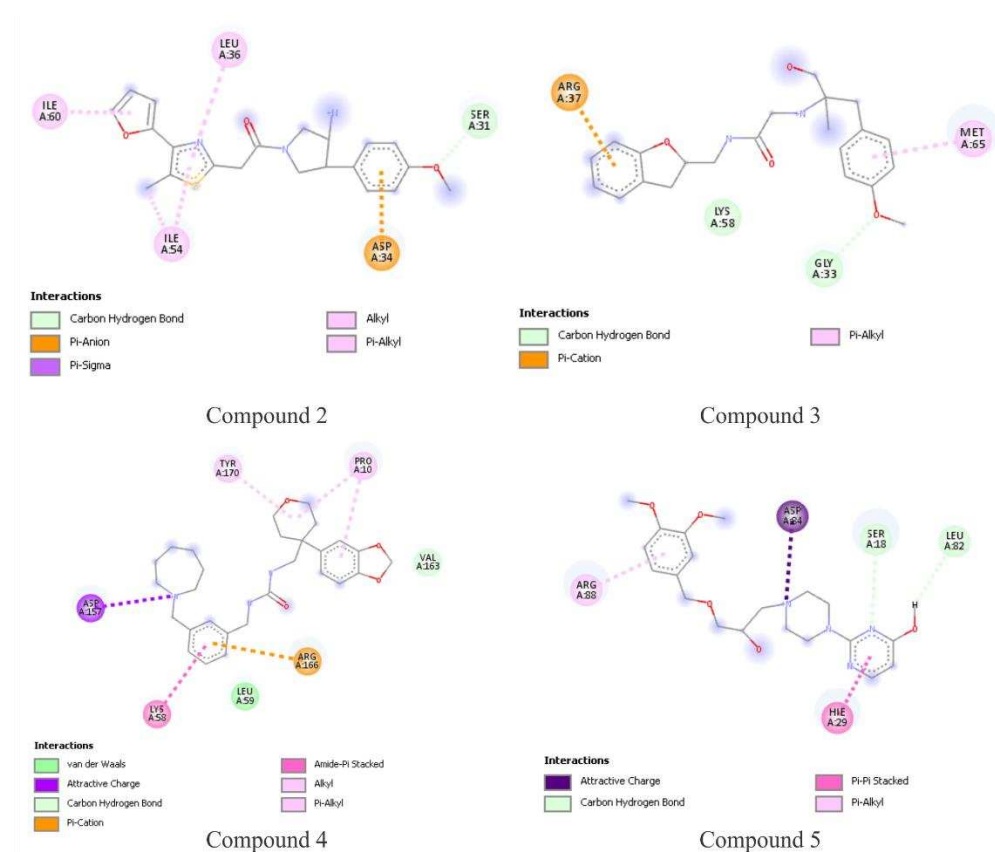 LEU
A:36
ILE
A:60
O
N
O
N
N
SER
A:31
O
ILE
A:54
ASP
A:34
Interactions
Carbon Hydrogen Bond
Pi-Anion
Pi-Sigma
Alkyl
Pi-Alkyl
Compound 2
ARG
A:37
O
N
N
O
O
MET
A:65
LYS
A:58
O
GLY
A:33
Interactions
Carbon Hydrogen Bond
Pi-Cation
Pi-Alkyl
Compound 3
TYR
A:170
PRO
A:10
O
O
O
VAL
A:163
ASP
A:157
N
N
N
O
ARG
A:166
LEU
A:59
LYS
A:58
Interactions
van der Waals
Attractive Charge
Carbon Hydrogen Bond
Pi-Cation
Amide-Pi Stacked
Alkyl
Pi-Alkyl
Compound 4
ASP
SER
A:18
LEU
A:82
O
O
ARG
A:88
O
O
N
N
N
N
H
O
A:29
Interactions
Attractive Charge
Carbon Hydrogen Bond
Pi-Pi Stacked
Pi-Alkyl
Compound 5